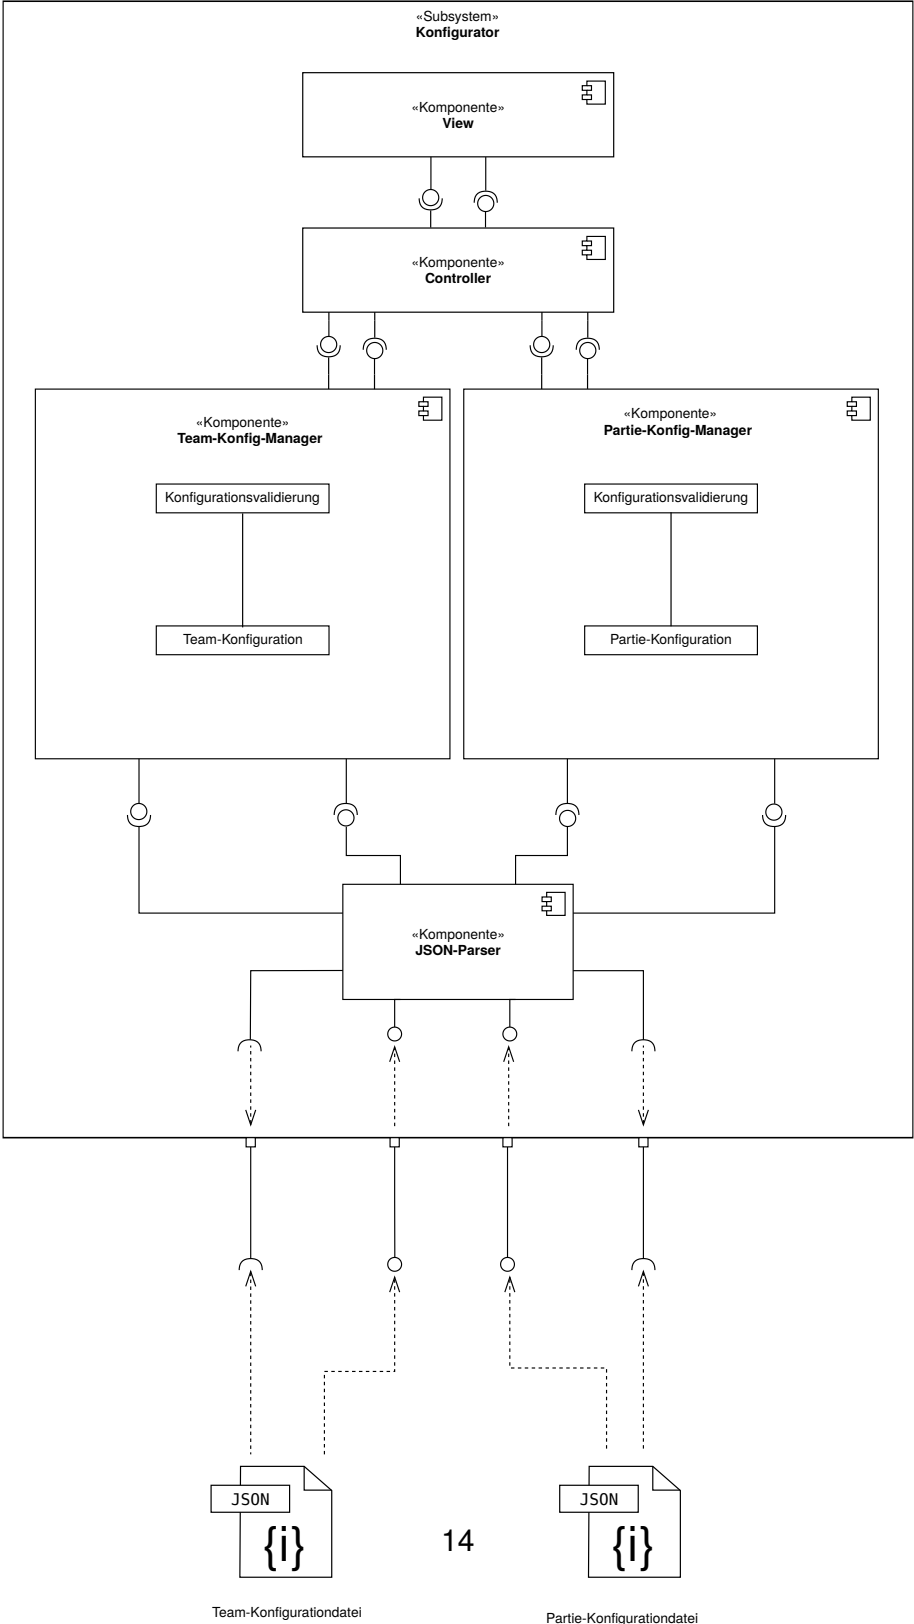 «Subsystem»
Konfigurator
«Komponente»
View
«Komponente»
Controller
«Komponente»
Team-Konfig-Manager
Konfigurationsvalidierung
Team-Konfiguration
«Komponente»
Partie-Konfig-Manager
Konfigurationsvalidierung
Partie-Konfiguration
«Komponente»
JSON-Parser
JSON
{i}
Team-Konfigurationdatei
14
JSON
{i}
Partie-Konfigurationdatei